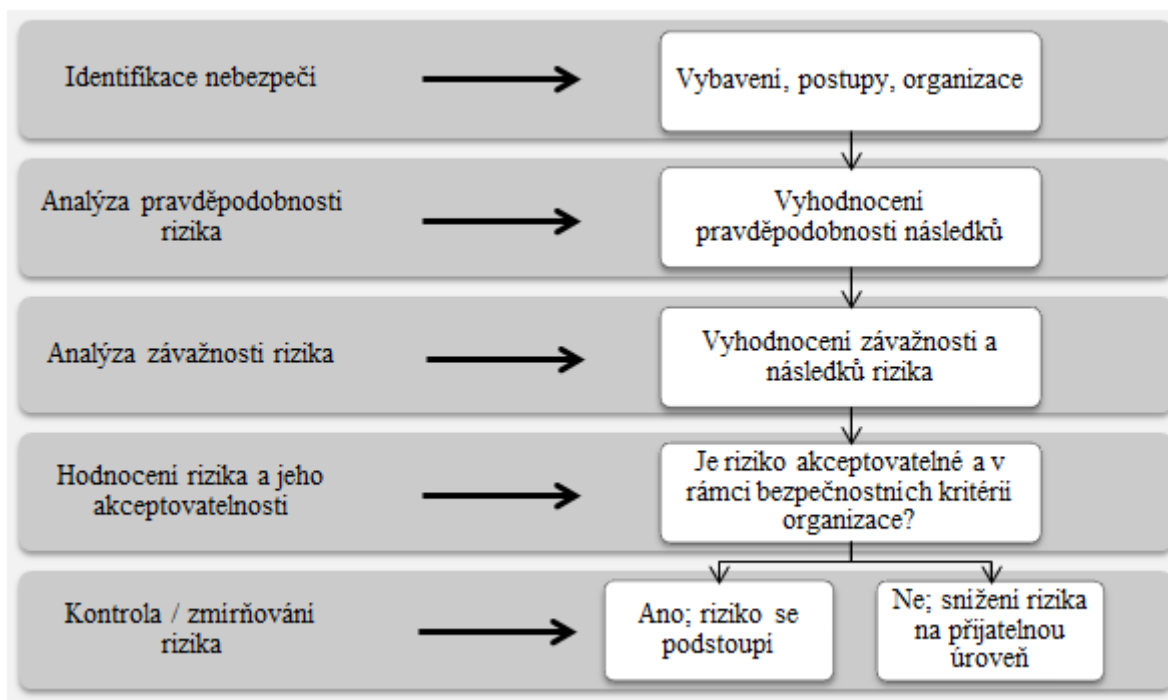 Identifikace nebezpečí
Vybavení, postupy, organizace
Analýza pravděpodobnosti
rizika
Vyhodnocení
pravděpodobnosti následků
Analýza závažnosti rizika
Vyhodnocení závažnosti a
následků rizika
Hodnocení rizika a jeho
akceptovatelnosti
Je riziko akceptovatelné a v
rámci bezpečnostních kritérií
organizace?
Kontrola / zmírňování
rizika
Ano; riziko se
podstoupí
Ne; snížení rizika
na přijatelnou
úroveň